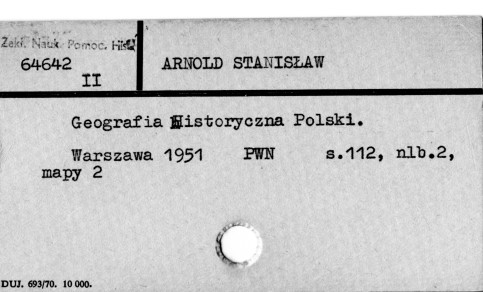 Zakł. Nauk Pomoc. Hist.
64642
II
ARNOLD STANISŁAW
Geografia Historyczna Polski.
Warszawa 1951 PWN s.112, nlb.2,
mapy 2
DUJ. 693/70. 10 000.